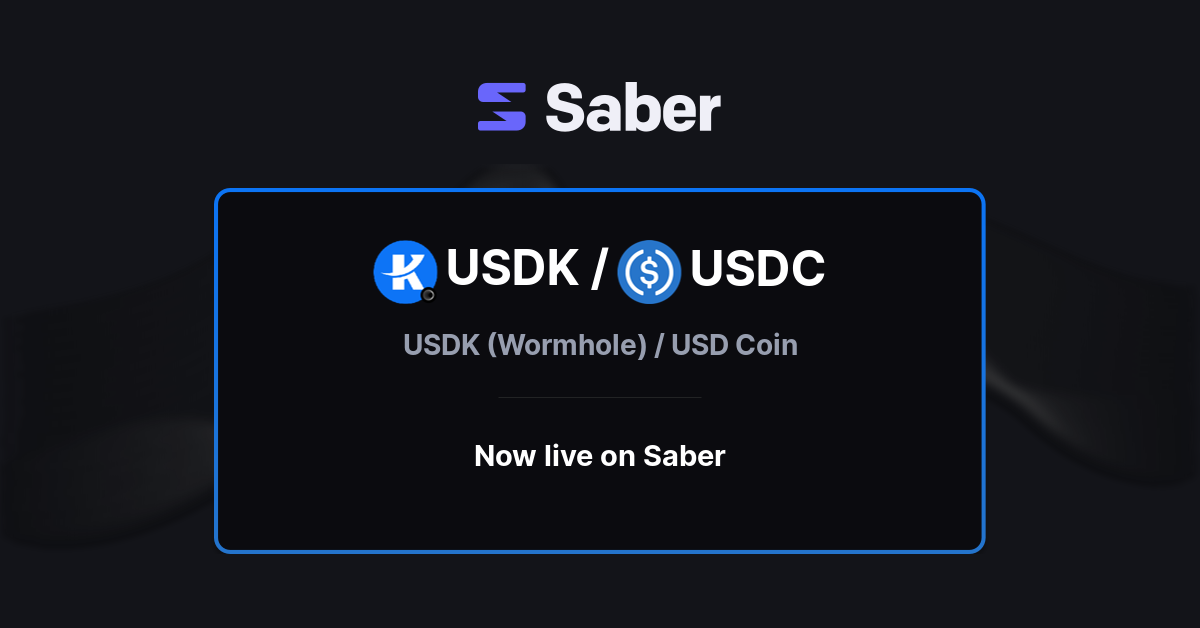 Saber
USDK / USDC
USDK (Wormhole) / USD Coin
Now live on Saber